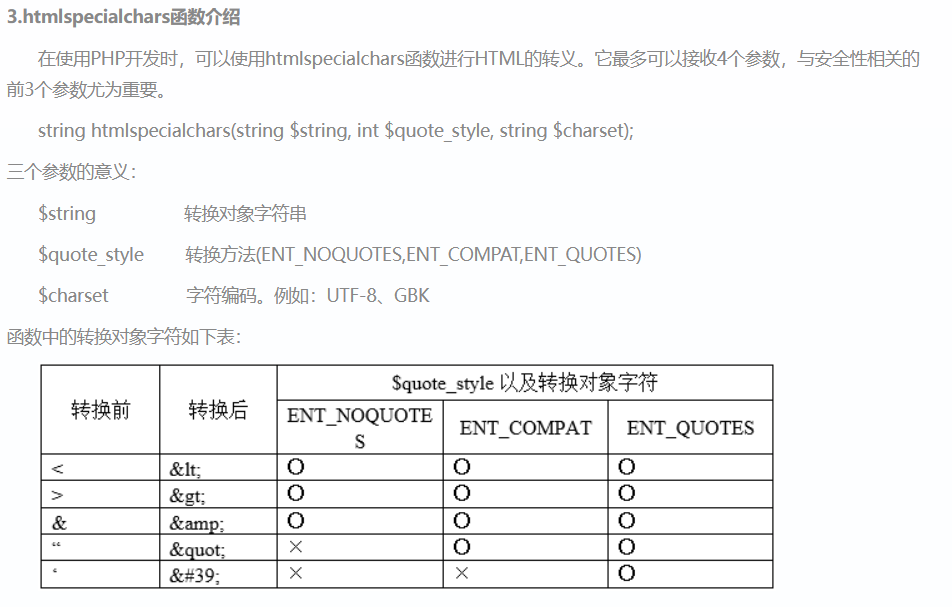 3.htmlspecialchars函数介绍
在使用PHP开发时，可以使用htmlspecialchars函数进行HTML的转义。它最多可以接收4个参数，与安全性相关的
前3个参数尤为重要。
string htmlspecialchars(string $string, int $quote_style, string $charset);
三个参数的意义：
$string 转换对象字符串
$quote_style 转换方法(ENT_NOQUOTES,ENT_COMPAT,ENT_QUOTES)
$charset 字符编码。例如：UTF-8、GBK
函数中的转换对象字符如下表：
转换前 转换后 $quote_style 以及转换对象字符
ENT_NOQUOTE
S ENT_COMPAT ENT_QUOTES
< &lt; O O O
> &gt; O O O
& &amp; O O O
“ &quot; × O O
‘ &#39; × × O